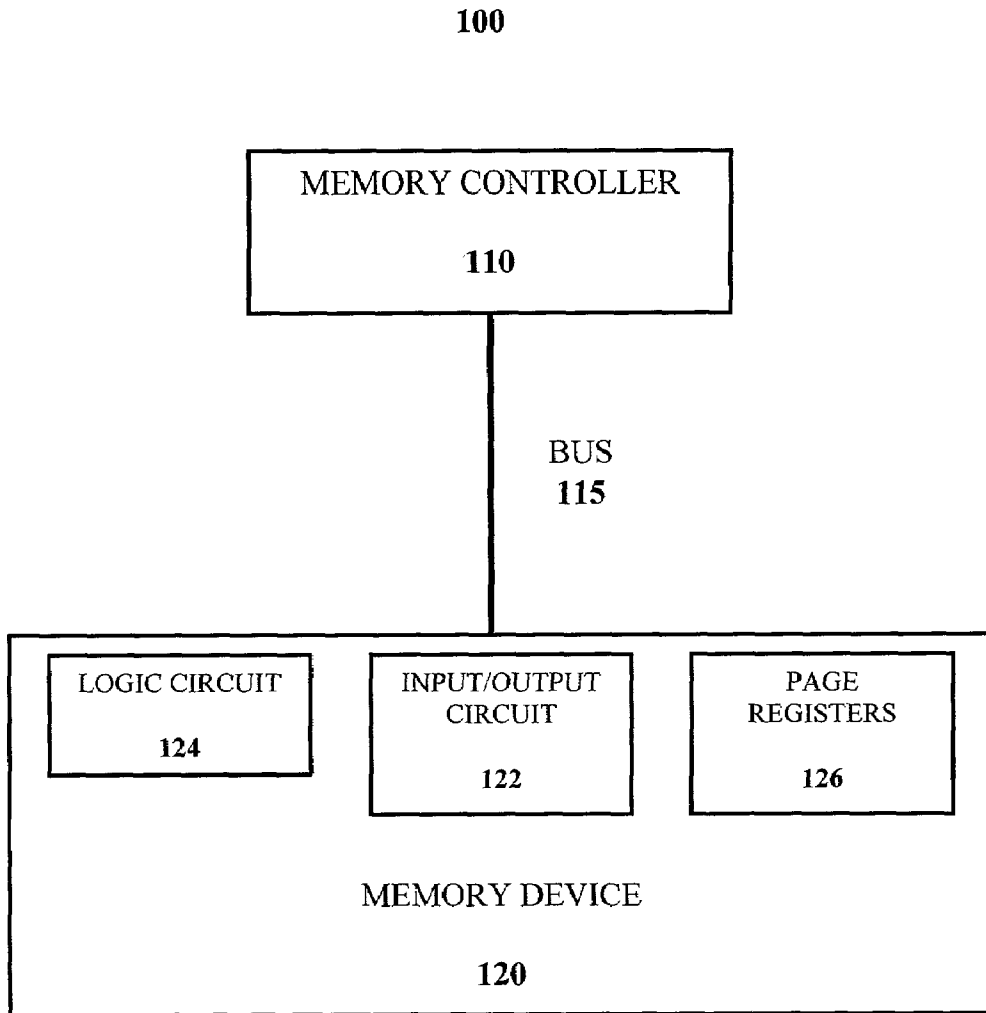 100
MEMORY CONTROLLER
110
BUS
115
LOGIC CIRCUIT
124
INPUT/OUTPUT
CIRCUIT
122
PAGE
REGISTERS
126
MEMORY DEVICE
120